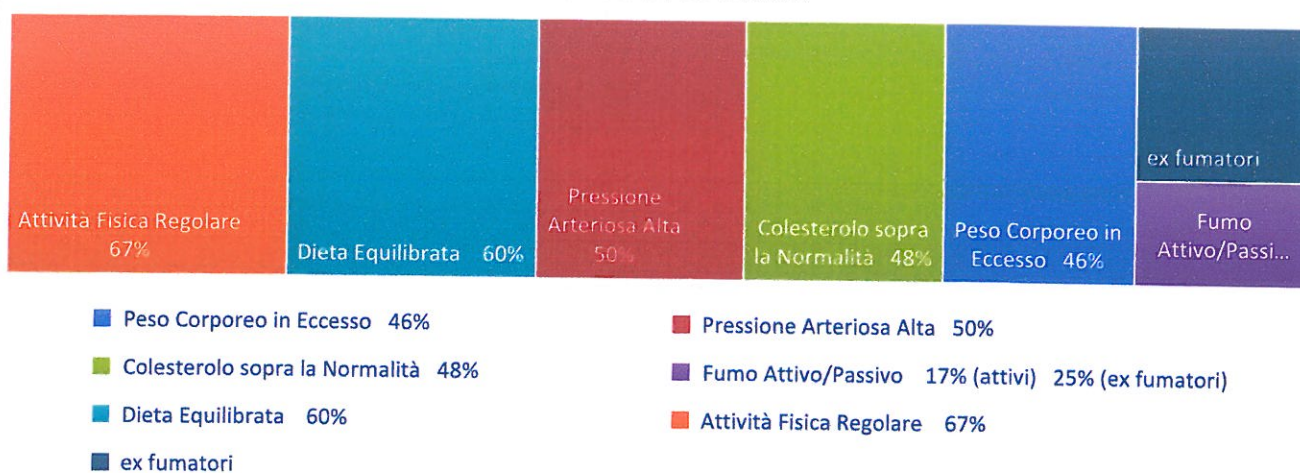 Attività Fisica Regolare
67%
Dieta Equilibrata 60%
Pressione
Arteriosa Alta
50%
Colesterolo sopra
la Normalità 48%
Peso Corporeo in
Eccesso 46%
ex fumatori
Fumo
Attivo/Passi...
Peso Corporeo in Eccesso 46%
Colesterolo sopra la Normalità 48%
Dieta Equilibrata 60%
ex fumatori
Pressione Arteriosa Alta 50%
Fumo Attivo/Passivo 17% (attivi) 25% (ex fumatori)
Attività Fisica Regolare 67%